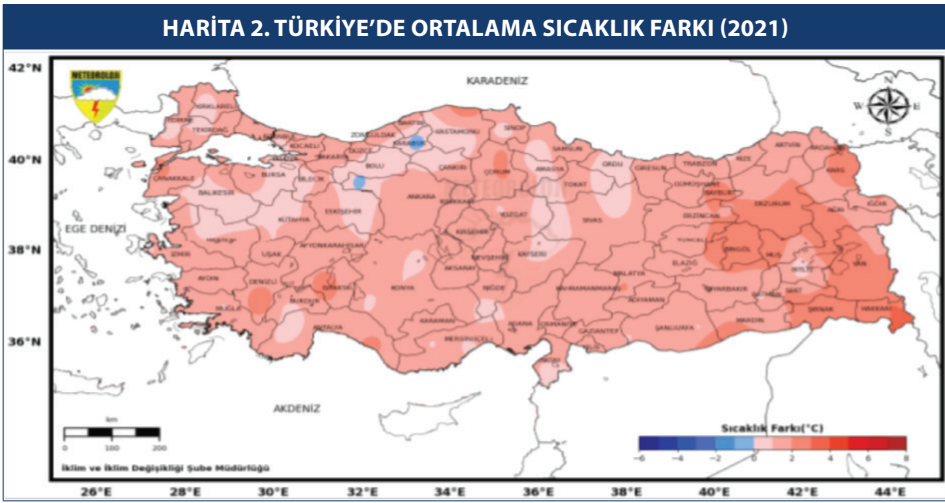 HARİTA 2. TÜRKİYE'DE ORTALAMA SICAKLIK FARKI (2021)
42°N
METEOROLOJİ
KARADENİZ
N
W E
S
KIRKLARELİ
EDİRNE
TEKİRDAĞ
KOCAELİ
SAKARYA
DÜZCE
ZONGULDAK
BARTIN
KARABÜK
KASTAMONU
SİNOP
SAMSUN
ORDU
GİRESUN
TRABZON
RİZE
ARTVİN
ARDAHAN
40°N
ÇANAKKALE
BALIKESİR
BURSA
BİLECİK
BOLU
ÇANKIRI
ÇORUM
AMASYA
TOKAT
GÜMÜŞHANE
BAYBURT
KARS
METEOROLOJİ
KÜTAHYA
ESKİŞEHİR
ANKARA
KIRIKKALE
YOZGAT
SİVAS
ERZİNCAN
ERZURUM
AĞRI
IĞDIR
EGE DENİZİ
İZMİR
UŞAK
AFYONKARAHİSAR
KIRŞEHİR
NEVŞEHİR
KAYSERİ
TUNCELİ
BİNGÖL
MUŞ
VAN
38°N
AYDIN
DENİZLİ
BURDUR
ISPARTA
KONYA
AKSARAY
NİĞDE
KAHRAMANMARAŞ
MALATYA
ELAZIĞ
DİYARBAKIR
BATMAN
SİİRT
BİTLİS
MUĞLA
ANTALYA
KARAMAN
MERSİN(İÇEL)
ADANA
OSMANİYE
GAZİANTEP
ADIYAMAN
ŞANLIURFA
MARDİN
ŞIRNAK
HAKKARİ
36°N
HATAY
AKDENİZ
km
0 100 200
İklim ve İklim Değişikliği Şube Müdürlüğü
Sıcaklık Farkı(°C)
−6 −4 −2 0 2 4 6 8
26°E 28°E 30°E 32°E 34°E 36°E 38°E 40°E 42°E 44°E